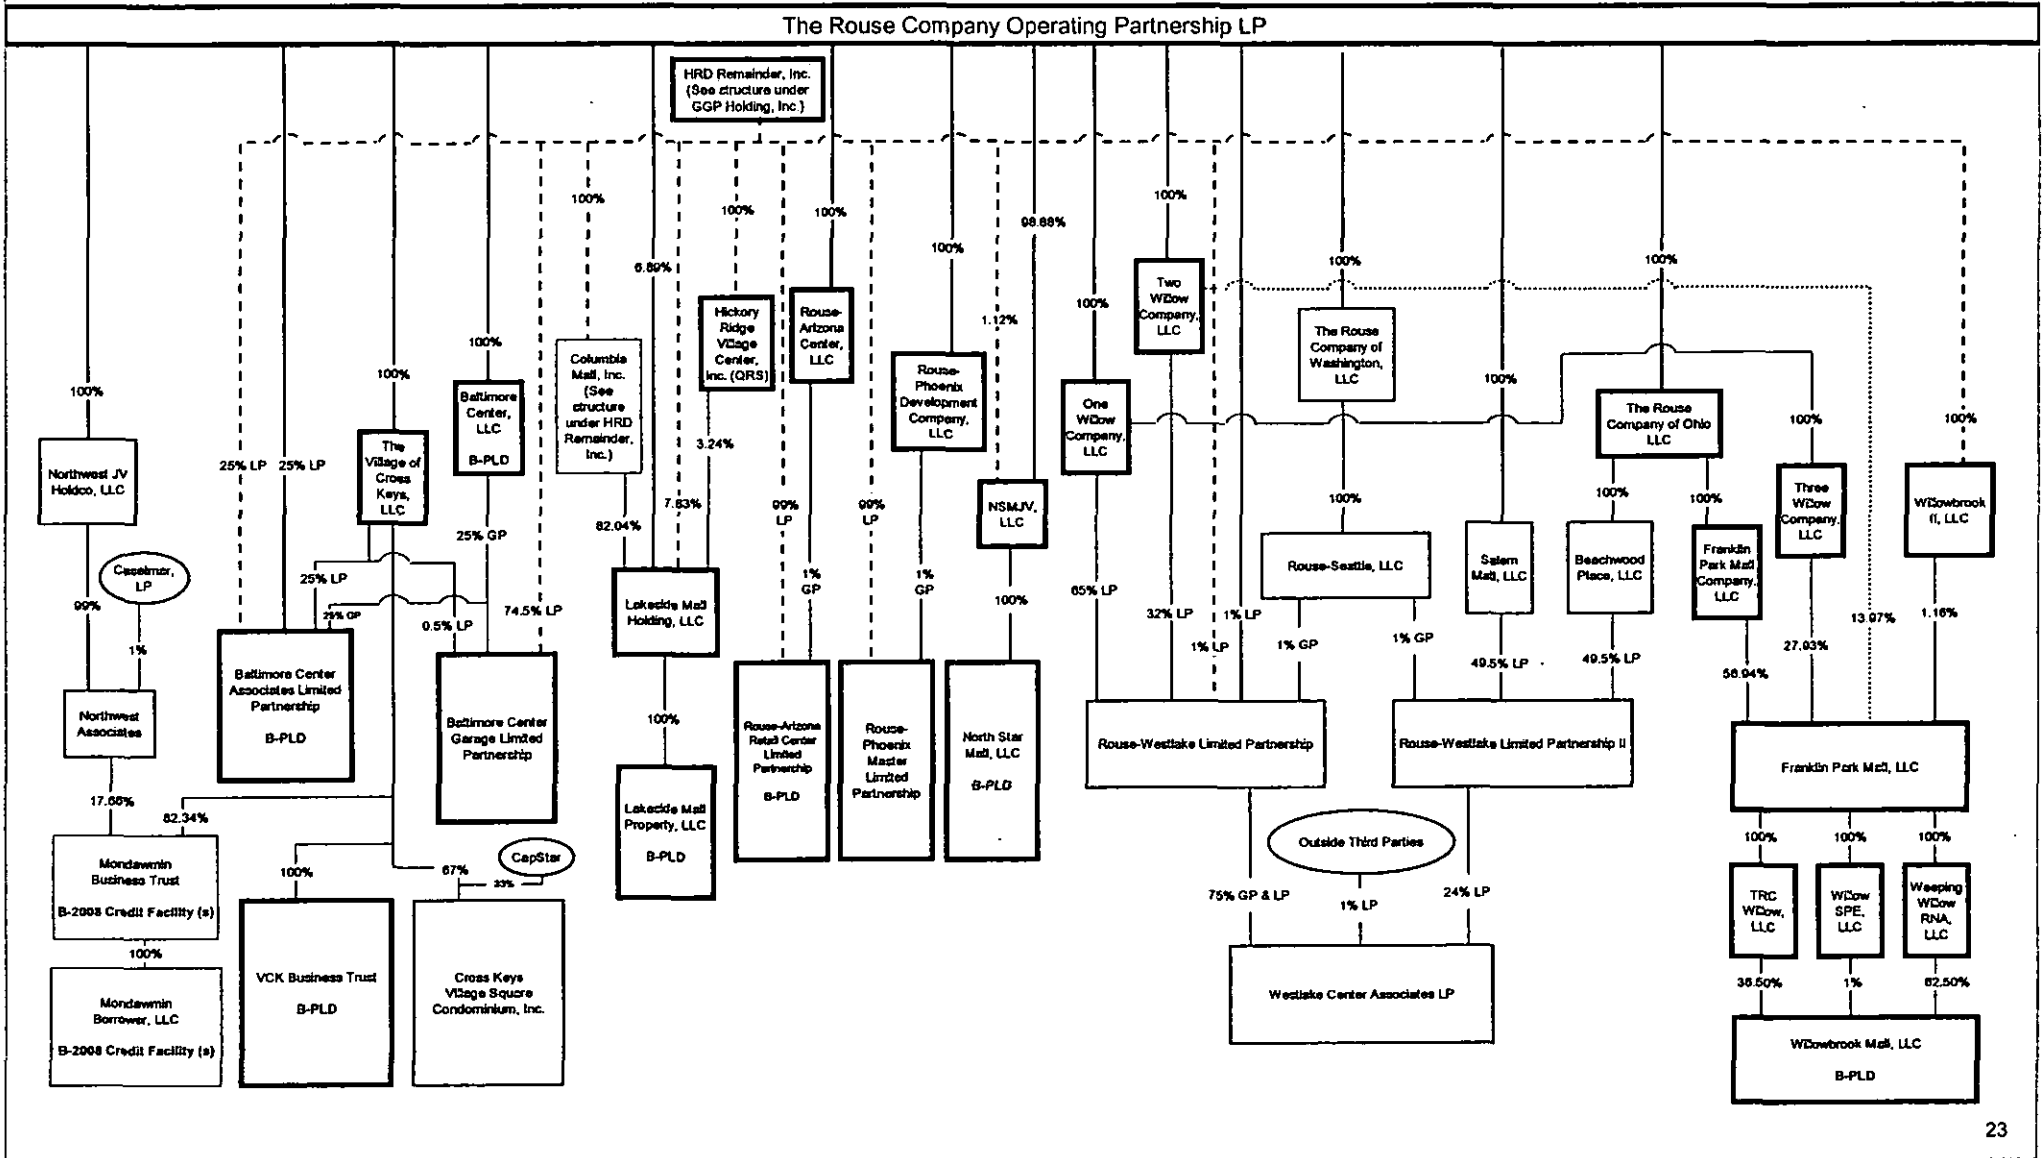 The Rouse Company Operating Partnership LP
HRD Remainder, Inc.
(See structure under
GGP Holding, Inc.)
100%
100%
100%
100%
100%
6.89%
100%
100%
100%
100%
1.12%
98.88%
100%
100%
100%
100%
100%
100%
100%
Northwest JV
Holdco, LLC
25% LP
25% LP
The
Village of
Cross
Keys,
LLC
Baltimore
Center,
LLC
B-PLD
Columbia
Mall, Inc.
(See
structure
under HRD
Remainder,
Inc.)
Hickory
Ridge
Village
Center,
Inc. (QRS)
Rouse-
Arizona
Center,
LLC
Rouse-
Phoenix
Development
Company,
LLC
NSMJV,
LLC
One
Willow
Company,
LLC
Two
Willow
Company,
LLC
The Rouse
Company of
Washington,
LLC
The Rouse
Company of Ohio
LLC
Three
Willow
Company,
LLC
Willowbrook
II, LLC
Caselmar,
LP
99%
1%
25% LP
25% GP
0.5% LP
25% GP
74.5% LP
82.04%
7.83%
3.24%
99%
LP
1%
GP
99%
LP
1%
GP
100%
65% LP
32% LP
1% LP
1% LP
100%
Rouse-Seattle, LLC
1% GP
1% GP
Salem
Mall, LLC
49.5% LP
100%
Beechwood
Place, LLC
49.5% LP
100%
Franklin
Park Mall
Company,
LLC
56.94%
27.93%
13.97%
1.16%
Northwest
Associates
Baltimore Center
Associates Limited
Partnership
B-PLD
Baltimore Center
Garage Limited
Partnership
Lakeside Mall
Holding, LLC
100%
Lakeside Mall
Property, LLC
B-PLD
Rouse-Arizona
Retail Center
Limited
Partnership
B-PLD
Rouse-
Phoenix
Master
Limited
Partnership
North Star
Mall, LLC
B-PLD
Rouse-Westlake Limited Partnership
Rouse-Westlake Limited Partnership II
Franklin Park Mall, LLC
17.66%
82.34%
Mondawmin
Business Trust
B-2008 Credit Facility (s)
100%
Mondawmin
Borrower, LLC
B-2008 Credit Facility (s)
100%
VCK Business Trust
B-PLD
67%
33%
CapStar
Cross Keys
Village Square
Condominium, Inc.
Outside Third Parties
75% GP & LP
1% LP
24% LP
Westlake Center Associates LP
100%
100%
100%
TRC
Willow,
LLC
Willow
SPE,
LLC
Weeping
Willow
RNA,
LLC
36.50%
1%
62.50%
Willowbrook Mall, LLC
B-PLD
23